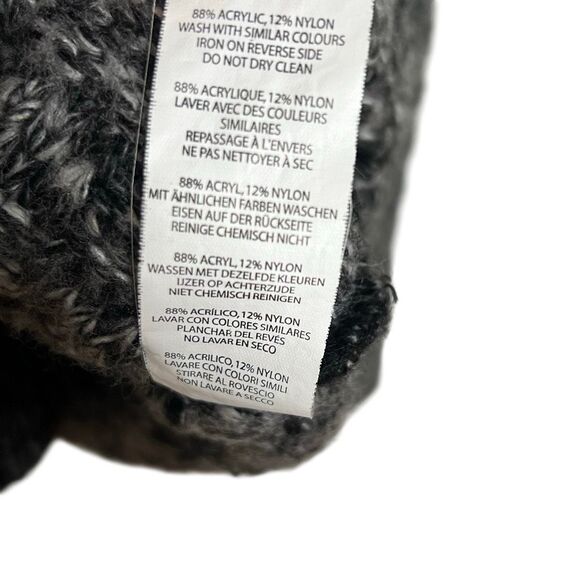 88% ACRYLIC, 12% NYLON
WASH WITH SIMILAR COLOURS
IRON ON REVERSE SIDE
DO NOT DRY CLEAN
88% ACRYLIQUE, 12% NYLON
LAVER AVEC DES COULEURS
SIMILAIRES
REPASSAGE À L'ENVERS
NE PAS NETTOYER À SEC
88% ACRYL, 12% NYLON
MIT ÄHNLICHEN FARBEN WASCHEN
EISEN AUF DER RÜCKSEITE
REINIGE CHEMISCH NICHT
88% ACRYL, 12% NYLON
WASSEN MET DEZELFDE KLEUREN
IJZER OP ACHTERZIJDE
NIET CHEMISCH REINIGEN
88% ACRÍLICO, 12% NYLON
LAVAR CON COLORES SIMILARES
PLANCHAR DEL REVÉS
NO LAVAR EN SECO
88% ACRILICO, 12% NYLON
LAVARE CON COLORI SIMILI
STIRARE AL ROVESCIO
NON LAVARE A SECCO